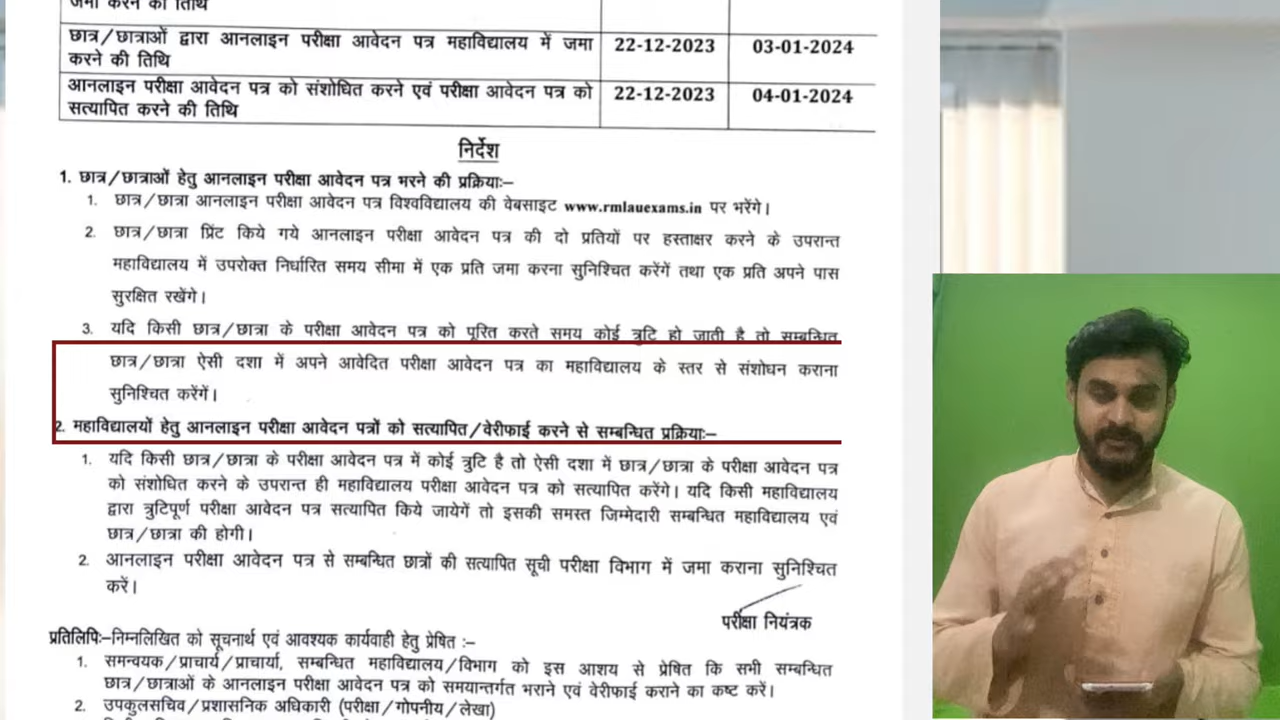 जमा करने की तिथि
छात्र/छात्राओं द्वारा आनलाइन परीक्षा आवेदन पत्र महाविद्यालय में जमा 22-12-2023 03-01-2024
करने की तिथि
आनलाइन परीक्षा आवेदन पत्र को संशोधित करने एवं परीक्षा आवेदन पत्र को 22-12-2023 04-01-2024
सत्यापित करने की तिथि
निर्देश
1. छात्र/छात्राओं हेतु आनलाइन परीक्षा आवेदन पत्र भरने की प्रक्रियाः–
1. छात्र/छात्रा आनलाइन परीक्षा आवेदन पत्र विश्वविद्यालय की वेबसाइट www.rmlauexams.in पर भरेंगे।
2. छात्र/छात्रा प्रिंट किये गये आनलाइन परीक्षा आवेदन पत्र की दो प्रतियों पर हस्ताक्षर करने के उपरान्त
महाविद्यालय में उपरोक्त निर्धारित समय सीमा में एक प्रति जमा करना सुनिश्चित करेंगें तथा एक प्रति अपने पास
सुरक्षित रखेंगे।
3. यदि किसी छात्र/छात्रा के परीक्षा आवेदन पत्र को पूरित करते समय कोई त्रुटि हो जाती है तो सम्बन्धित
छात्र/छात्रा ऐसी दशा में अपने आवेदित परीक्षा आवेदन पत्र का महाविद्यालय के स्तर से संशोधन कराना
सुनिश्चित करेंगें।
2. महाविद्यालयों हेतु आनलाइन परीक्षा आवेदन पत्रों को सत्यापित/वेरीफाई करने से सम्बन्धित प्रक्रियाः–
1. यदि किसी छात्र/छात्रा के परीक्षा आवेदन पत्र में कोई त्रुटि है तो ऐसी दशा में छात्र/छात्रा के परीक्षा आवेदन पत्र
को संशोधित करने के उपरान्त ही महाविद्यालय परीक्षा आवेदन पत्र को सत्यापित करेंगे। यदि किसी महाविद्यालय
द्वारा त्रुटिपूर्ण परीक्षा आवेदन पत्र सत्यापित किये जायेगें तो इसकी समस्त जिम्मेदारी सम्बन्धित महाविद्यालय एवं
छात्र/छात्रा की होगी।
2. आनलाइन परीक्षा आवेदन पत्र से सम्बन्धित छात्रों की सत्यापित सूची परीक्षा विभाग में जमा कराना सुनिश्चित
करें।
परीक्षा नियंत्रक
प्रतिलिपिः–निम्नलिखित को सूचनार्थ एवं आवश्यक कार्यवाही हेतु प्रेषित :–
1. समन्वयक/प्राचार्य/प्राचार्या, सम्बन्धित महाविद्यालय/विभाग को इस आशय से प्रेषित कि सभी सम्बन्धित
छात्र/छात्राओं के आनलाइन परीक्षा आवेदन पत्र को समयान्तर्गत भराने एवं वेरीफाई कराने का कष्ट करें।
2. उपकुलसचिव/प्रशासनिक अधिकारी (परीक्षा/गोपनीय/लेखा)